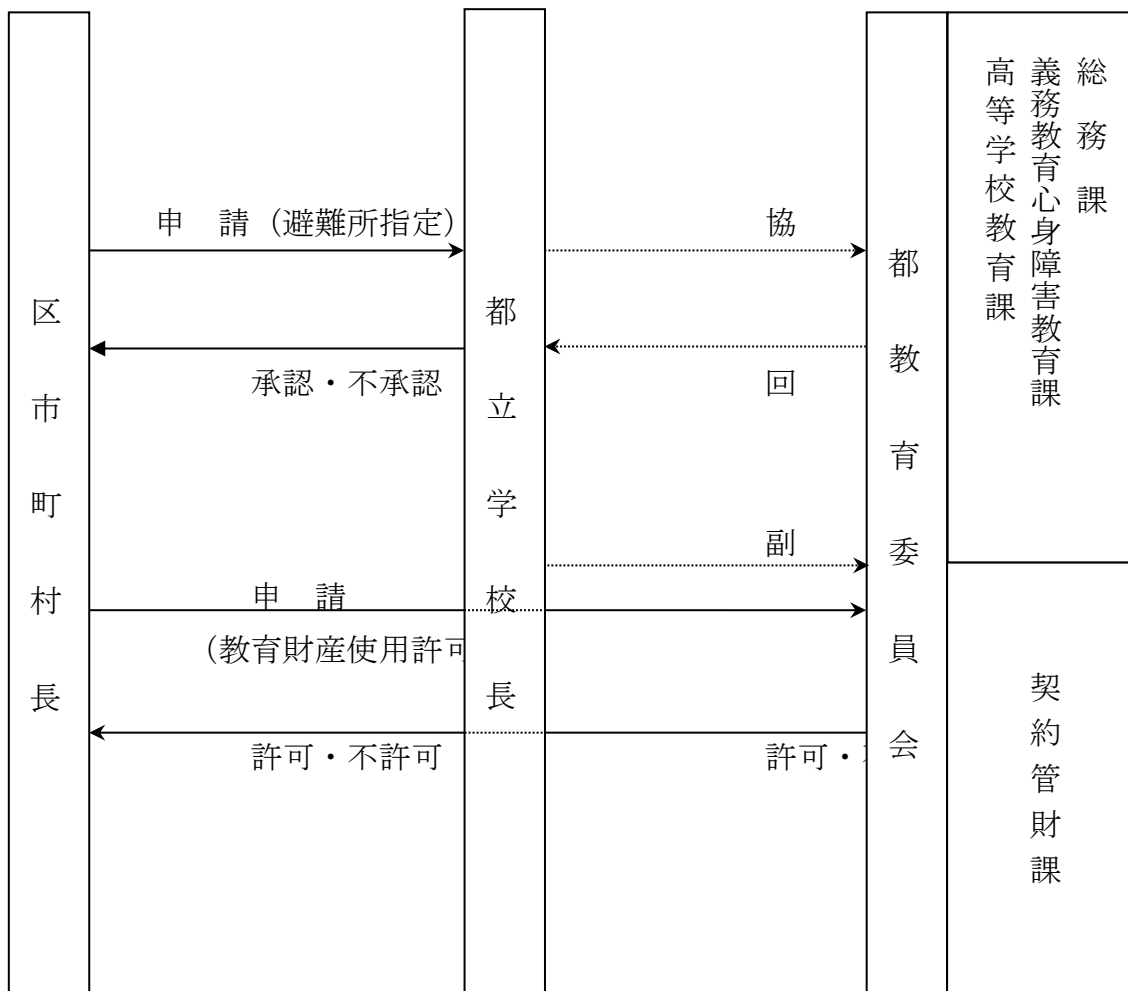 区市町村長
申　請（避難所指定）
承認・不承認
申　請
（教育財産使用許可
許可・不許可
都立学校長
協
回
副
許可・
都教育委員会
総務課
義務教育心身障害教育課
高等学校教育課
契約管財課